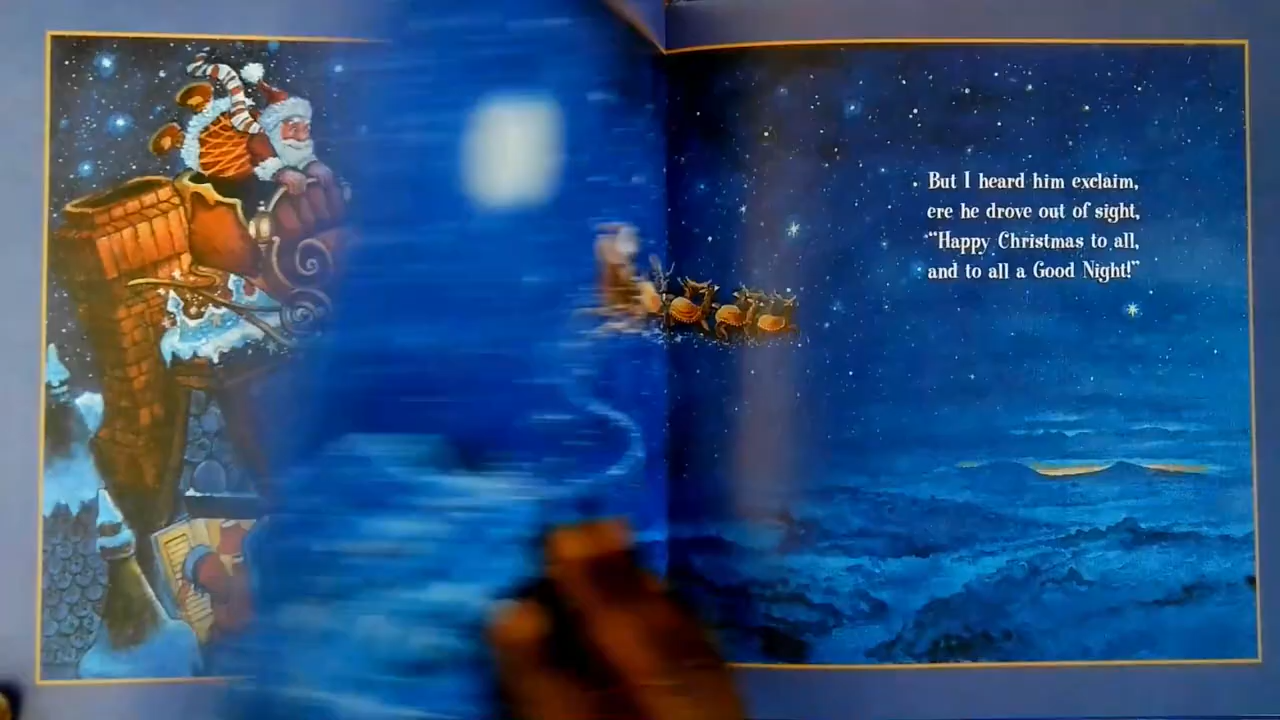 But I heard him exclaim,
ere he drove out of sight,
“Happy Christmas to all,
and to all a Good Night!”